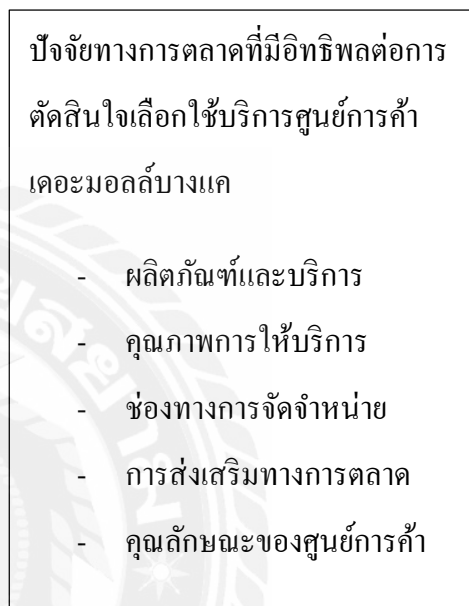 ปัจจัยทางการตลาดที่มีอิทธิพลต่อการ
ตัดสินใจเลือกใช้บริการศูนย์การค้า
เดอะมอลล์บางแค
- ผลิตภัณฑ์และบริการ
- คุณภาพการให้บริการ
- ช่องทางการจัดจำหน่าย
- การส่งเสริมทางการตลาด
- คุณลักษณะของศูนย์การค้า